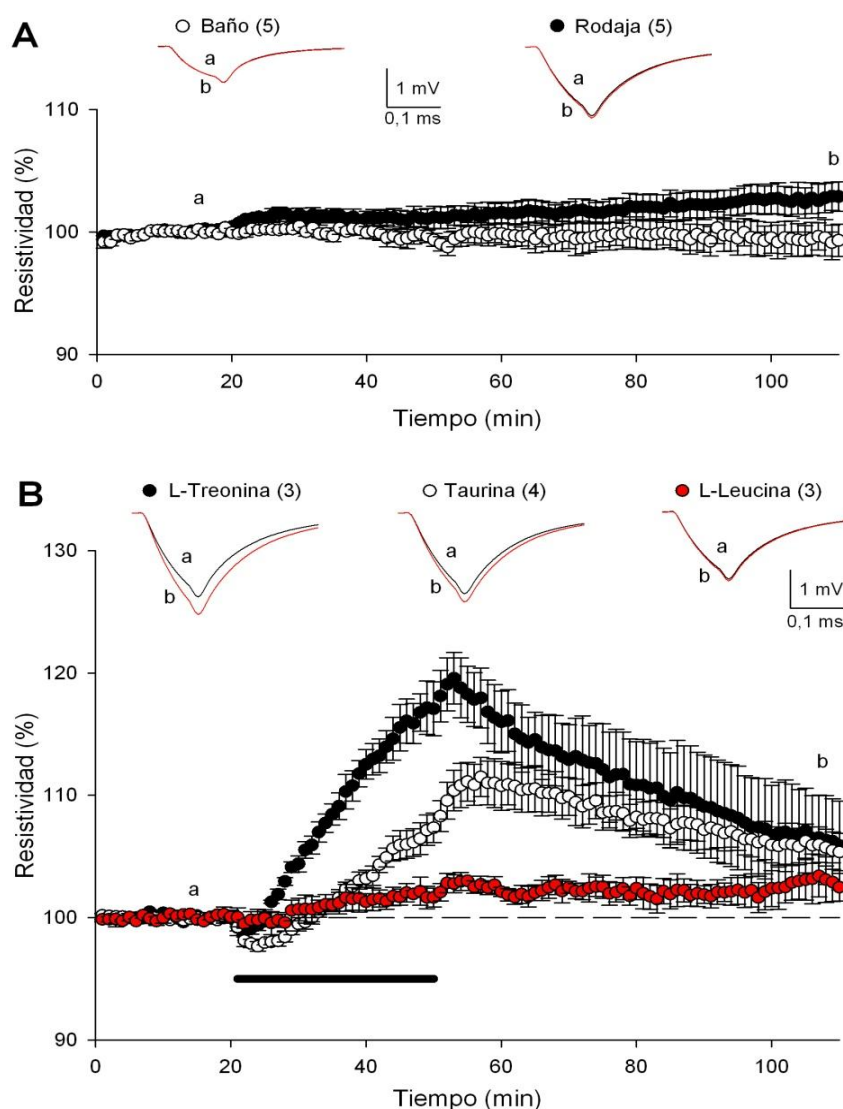 A
Baño (5)
Rodaja (5)
a
b
1 mV
0,1 ms
a
b
110
100
90
Resistividad (%)
a
b
0 20 40 60 80 100
Tiempo (min)
B
L-Treonina (3)
Taurina (4)
L-Leucina (3)
a
b
a
b
a
b
1 mV
0,1 ms
130
120
110
100
90
Resistividad (%)
a
b
0 20 40 60 80 100
Tiempo (min)